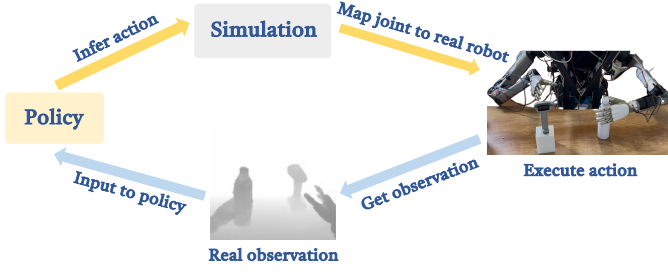 Infer action
Simulation
Map joint to real robot
Policy
Execute action
Get observation
Input to policy
Real observation